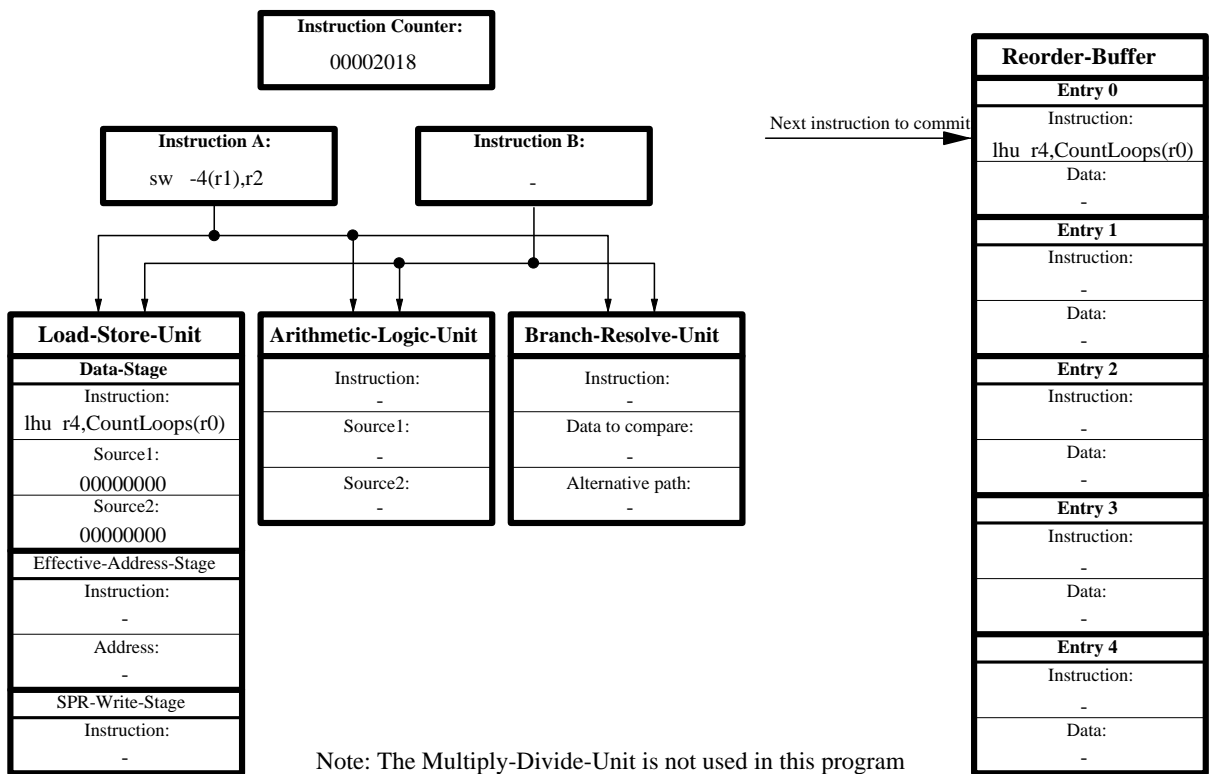 Instruction Counter:
00002018
Instruction A:
sw -4(r1),r2
Instruction B:
-
Next instruction to commit
Load-Store-Unit
Data-Stage
Instruction:
lhu r4,CountLoops(r0)
Source1:
00000000
Source2:
00000000
Effective-Address-Stage
Instruction:
-
Address:
-
SPR-Write-Stage
Instruction:
-
Arithmetic-Logic-Unit
Instruction:
-
Source1:
-
Source2:
-
Branch-Resolve-Unit
Instruction:
-
Data to compare:
-
Alternative path:
-
Reorder-Buffer
Entry 0
Instruction:
lhu r4,CountLoops(r0)
Data:
-
Entry 1
Instruction:
-
Data:
-
Entry 2
Instruction:
-
Data:
-
Entry 3
Instruction:
-
Data:
-
Entry 4
Instruction:
-
Data:
-
Note: The Multiply-Divide-Unit is not used in this program